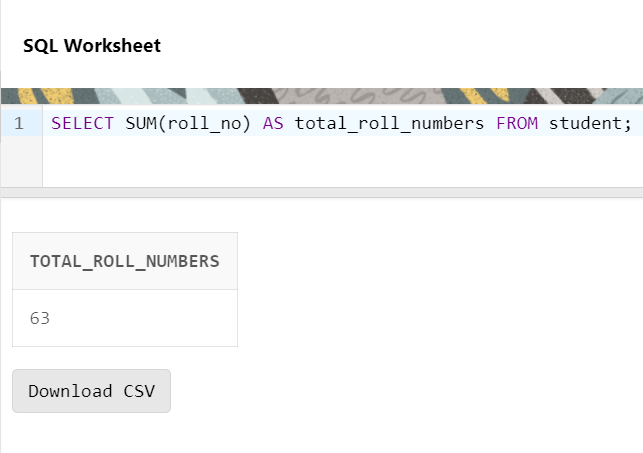 SQL Worksheet
1 SELECT SUM(roll_no) AS total_roll_numbers FROM student;
TOTAL_ROLL_NUMBERS
63
Download CSV